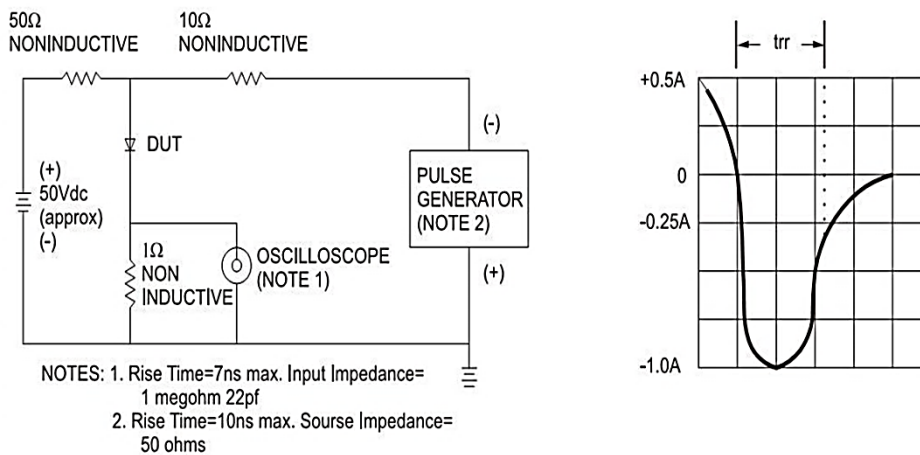 50Ω
NONINDUCTIVE
10Ω
NONINDUCTIVE
DUT
(+)
50Vdc
(approx)
(-)
1Ω
NON
INDUCTIVE
OSCILLOSCOPE
(NOTE 1)
(-)
PULSE
GENERATOR
(NOTE 2)
(+)
NOTES: 1. Rise Time=7ns max. Input Impedance=
1 megohm 22pf
2. Rise Time=10ns max. Sourse Impedance=
50 ohms
trr
+0.5A
0
-0.25A
-1.0A